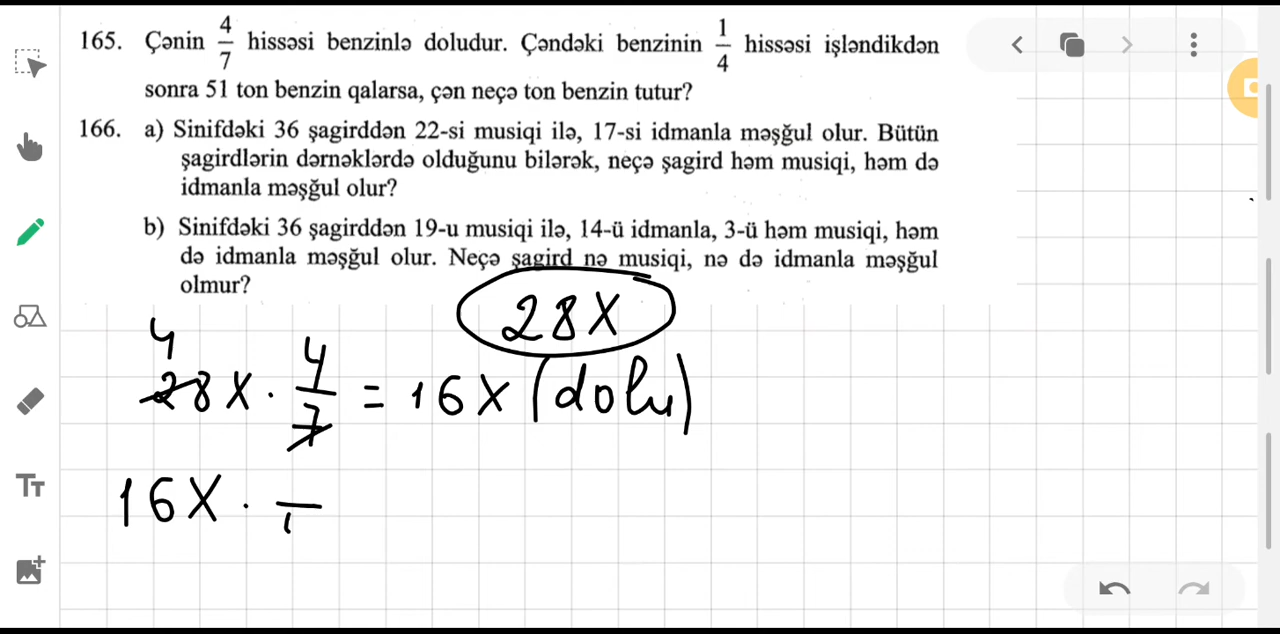 165. Çənin 4/7 hissəsi benzinlə doludur. Çəndəki benzinin 1/4 hissəsi işləndikdən
sonra 51 ton benzin qalarsa, çən neçə ton benzin tutur?
166. a) Sinifdəki 36 şagirddən 22-si musiqi ilə, 17-si idmanla məşğul olur. Bütün
şagirdlərin dərnəklərdə olduğunu bilərək, neçə şagird həm musiqi, həm də
idmanla məşğul olur?
b) Sinifdəki 36 şagirddən 19-u musiqi ilə, 14-ü idmanla, 3-ü həm musiqi, həm
də idmanla məşğul olur. Neçə şagird nə musiqi, nə də idmanla məşğul
olmur?
28X
4
28X · 4/7 = 16X (dolu)
16X ·
Tт